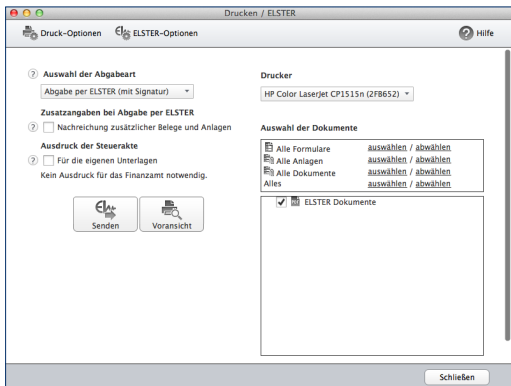 Drucken / ELSTER
Druck-Optionen
ELSTER-Optionen
Hilfe
? Auswahl der Abgabeart
Abgabe per ELSTER (mit Signatur)
Zusatzangaben bei Abgabe per ELSTER
? Nachreichung zusätzlicher Belege und Anlagen
Ausdruck der Steuerakte
? Für die eigenen Unterlagen
Kein Ausdruck für das Finanzamt notwendig.
Senden
Voransicht
Drucker
HP Color LaserJet CP1515n (2FB652)
Auswahl der Dokumente
Alle Formulare auswählen / abwählen
Alle Anlagen auswählen / abwählen
Alle Dokumente auswählen / abwählen
Alles auswählen / abwählen
ELSTER Dokumente
Schließen